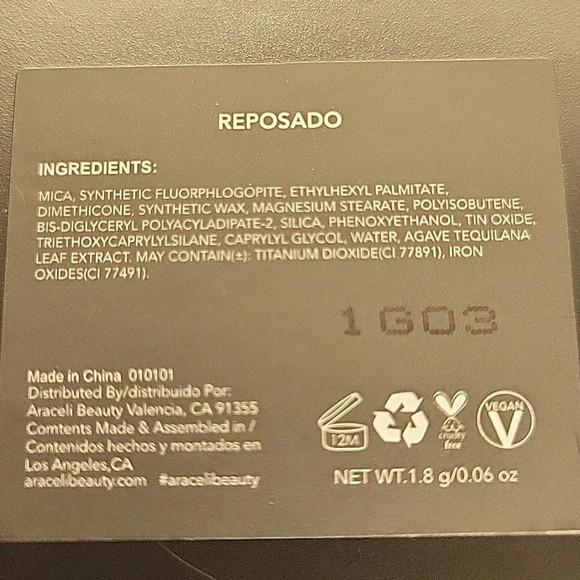 REPOSADO
INGREDIENTS:
MICA, SYNTHETIC FLUORPHLOGOPITE, ETHYLHEXYL PALMITATE,
DIMETHICONE, SYNTHETIC WAX, MAGNESIUM STEARATE, POLYISOBUTENE,
BIS-DIGLYCERYL POLYACYLADIPATE-2, SILICA, PHENOXYETHANOL, TIN OXIDE,
TRIETHOXYCAPRYLYLSILANE, CAPRYLYL GLYCOL, WATER, AGAVE TEQUILANA
LEAF EXTRACT. MAY CONTAIN(±): TITANIUM DIOXIDE(CI 77891), IRON
OXIDES(CI 77491).
1G03
Made in China 010101
Distributed By/distribuido Por:
Araceli Beauty Valencia, CA 91355
Comtents Made & Assembled in /
Contenidos hechos y montados en
Los Angeles,CA
aracelibeauty.com #aracelibeauty
12M
cruelty
free
VEGAN
V
NET WT.1.8 g/0.06 oz